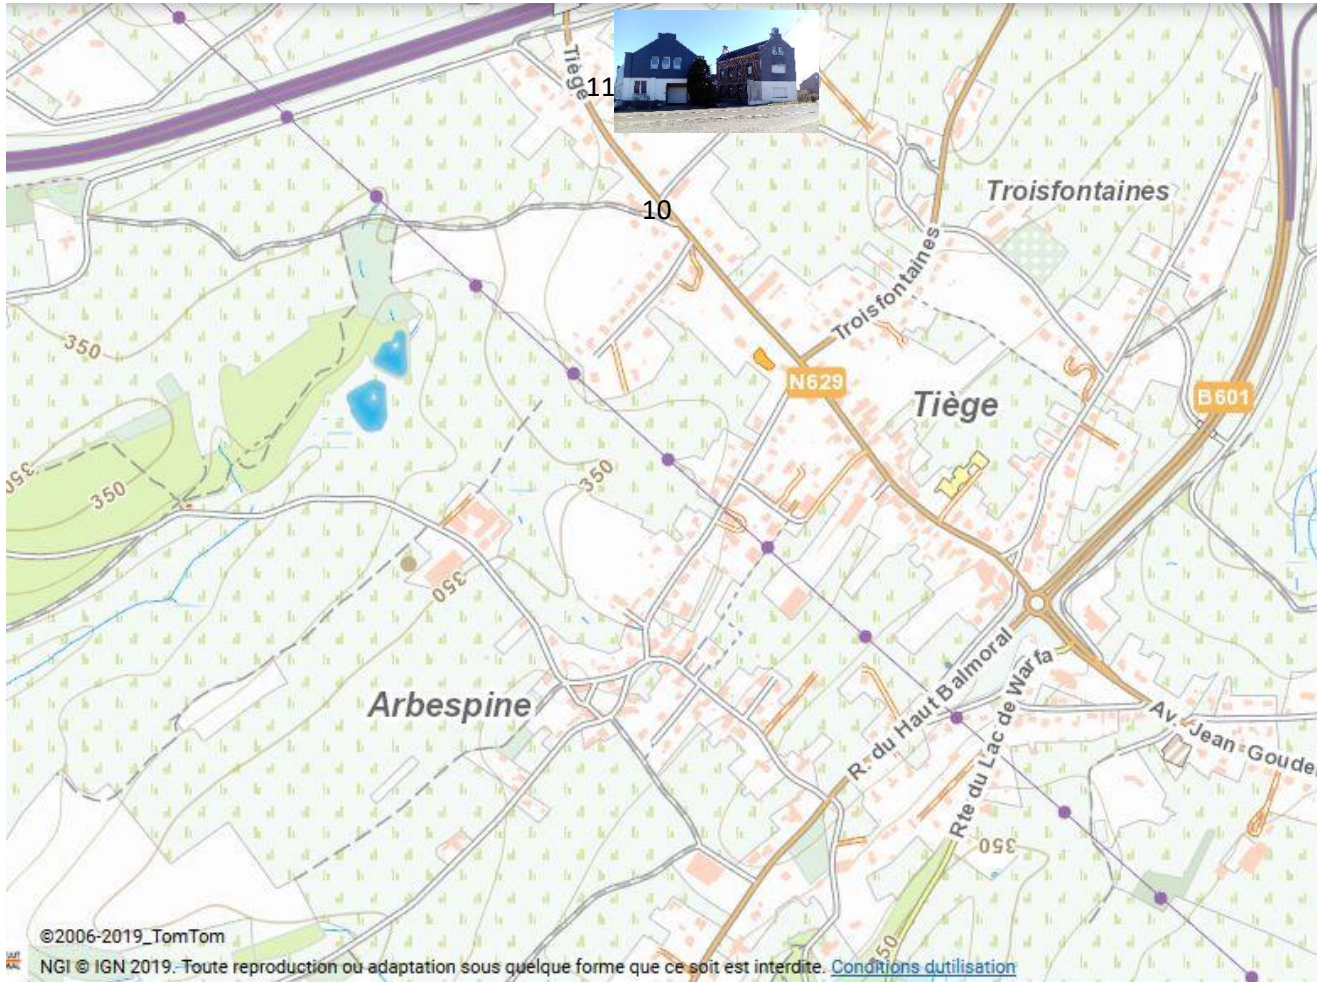 Tiège
11
10
Troisfontaines
Troisfontaines
350
N629
Tiège
B601
350
350
350
350
Arbespine
R. du Haut Balmoral
Rte du Lac de Warfa
Av. Jean Goude
350
350
©2006-2019_TomTom
NGI © IGN 2019. Toute reproduction ou adaptation sous quelque forme que ce soit est interdite. Conditions dutilisation